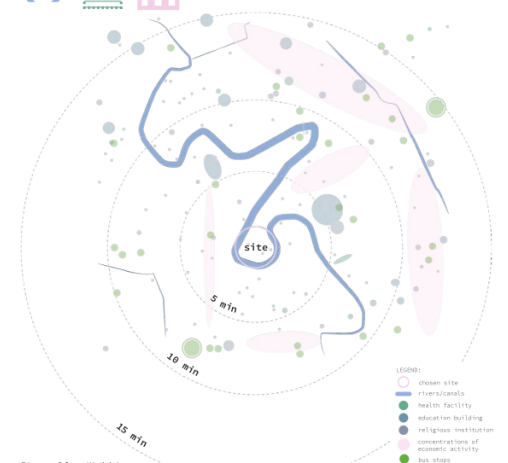 site
5 min
10 min
15 min
LEGEND:
chosen site
rivers/canals
health facility
education building
religious institution
concentrations of
economic activity
bus stops